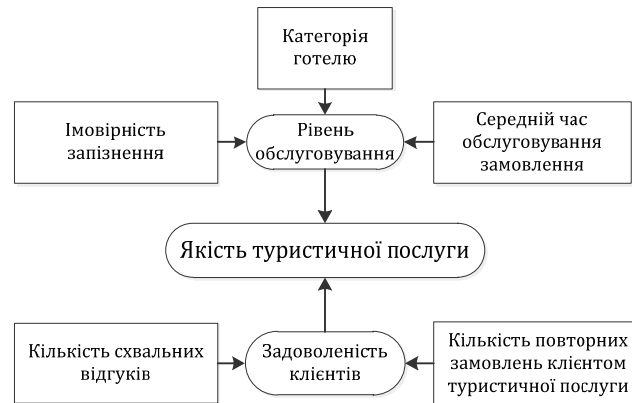 Категорія
готелю
Імовірність
запізнення
Рівень
обслуговування
Середній час
обслуговування
замовлення
Якість туристичної послуги
Кількість схвальних
відгуків
Задоволеність
клієнтів
Кількість повторних
замовлень клієнтом
туристичної послуги